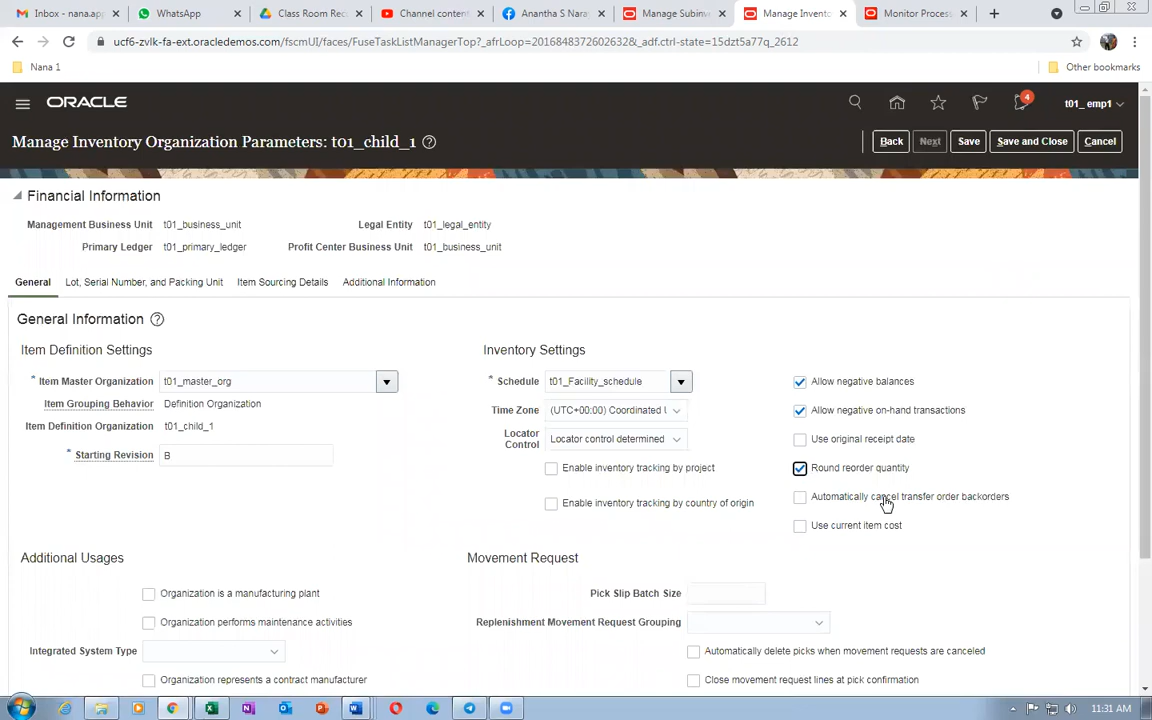 Inbox - nana.app
WhatsApp
Class Room Rec
Channel content
Anantha S Nara
Manage Subinv
Manage Invento
Monitor Process
ucf6-zvlk-fa-ext.oracledemos.com/fscmUI/faces/FuseTaskListManagerTop?_afrLoop=2016848372602632&_adf.ctrl-state=15dzt5a77q_2612
Nana 1
Other bookmarks
ORACLE
4
t01_ emp1
Manage Inventory Organization Parameters: t01_child_1
Back
Next
Save
Save and Close
Cancel
Financial Information
Management Business Unit t01_business_unit
Legal Entity t01_legal_entity
Primary Ledger t01_primary_ledger
Profit Center Business Unit t01_business_unit
General
Lot, Serial Number, and Packing Unit
Item Sourcing Details
Additional Information
General Information
Item Definition Settings
Inventory Settings
* Item Master Organization t01_master_org
* Schedule t01_Facility_schedule
Allow negative balances
Item Grouping Behavior Definition Organization
Time Zone (UTC+00:00) Coordinated U
Allow negative on-hand transactions
Item Definition Organization t01_child_1
Locator Control Locator control determined
Use original receipt date
* Starting Revision B
Enable inventory tracking by project
Round reorder quantity
Enable inventory tracking by country of origin
Automatically cancel transfer order backorders
Use current item cost
Additional Usages
Movement Request
Organization is a manufacturing plant
Pick Slip Batch Size
Organization performs maintenance activities
Replenishment Movement Request Grouping
Integrated System Type
Automatically delete picks when movement requests are canceled
Organization represents a contract manufacturer
Close movement request lines at pick confirmation
11:31 AM